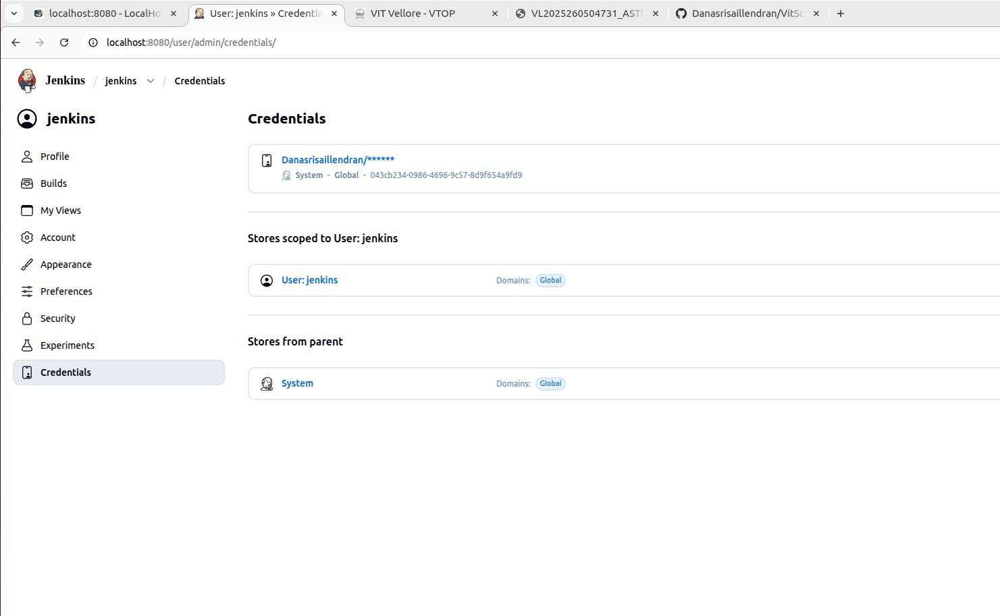 localhost:8080 - LocalHo
User: jenkins » Credentia
VIT Vellore - VTOP
VL2025260504731_AST
Danasrisaillendran/VitSc
localhost:8080/user/admin/credentials/
Jenkins / jenkins / Credentials
jenkins
Profile
Builds
My Views
Account
Appearance
Preferences
Security
Experiments
Credentials
Credentials
Danasrisaillendran/******
System - Global - 043cb234-0986-4696-9c57-8d9f654a9fd9
Stores scoped to User: jenkins
User: jenkins Domains: Global
Stores from parent
System Domains: Global